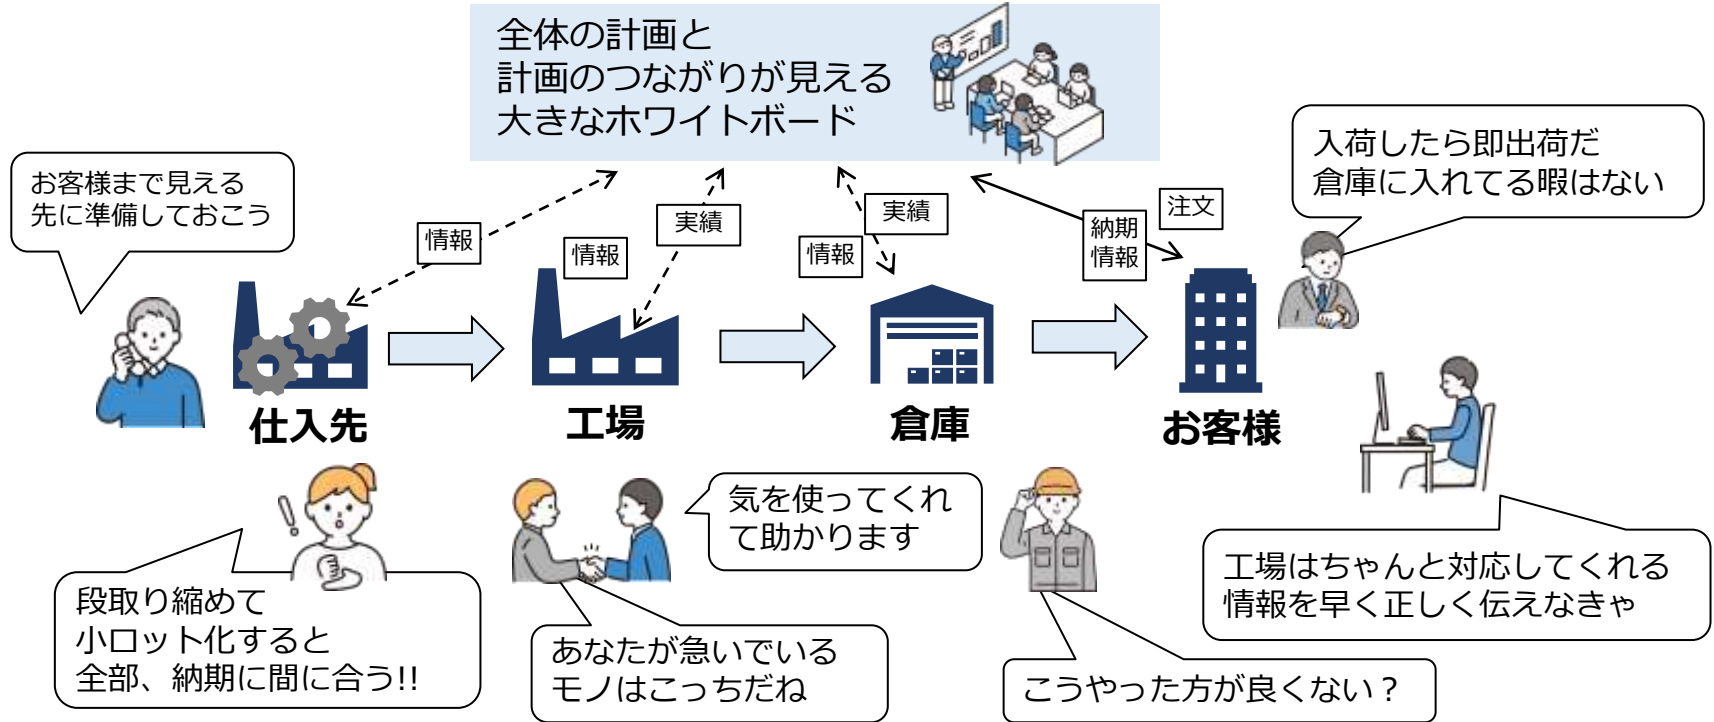 全体の計画と
計画のつながりが見える
大きなホワイトボード
お客様まで見える
先に準備しておこう
入荷したら即出荷だ
倉庫に入れてる暇はない
情報
情報
実績
情報
実績
納期
情報
注文
仕入先
工場
倉庫
お客様
気を使ってくれ
て助かります
段取り縮めて
小ロット化すると
全部、納期に間に合う!!
あなたが急いでいる
モノはこっちだね
こうやった方が良くない？
工場はちゃんと対応してくれる
情報を早く正しく伝えなきゃ